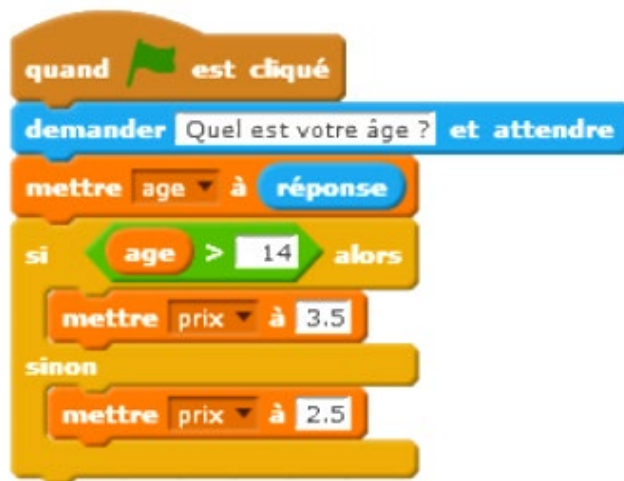 quand est cliqué
demander Quel est votre âge ? et attendre
mettre age à réponse
si age > 14 alors
mettre prix à 3.5
sinon
mettre prix à 2.5